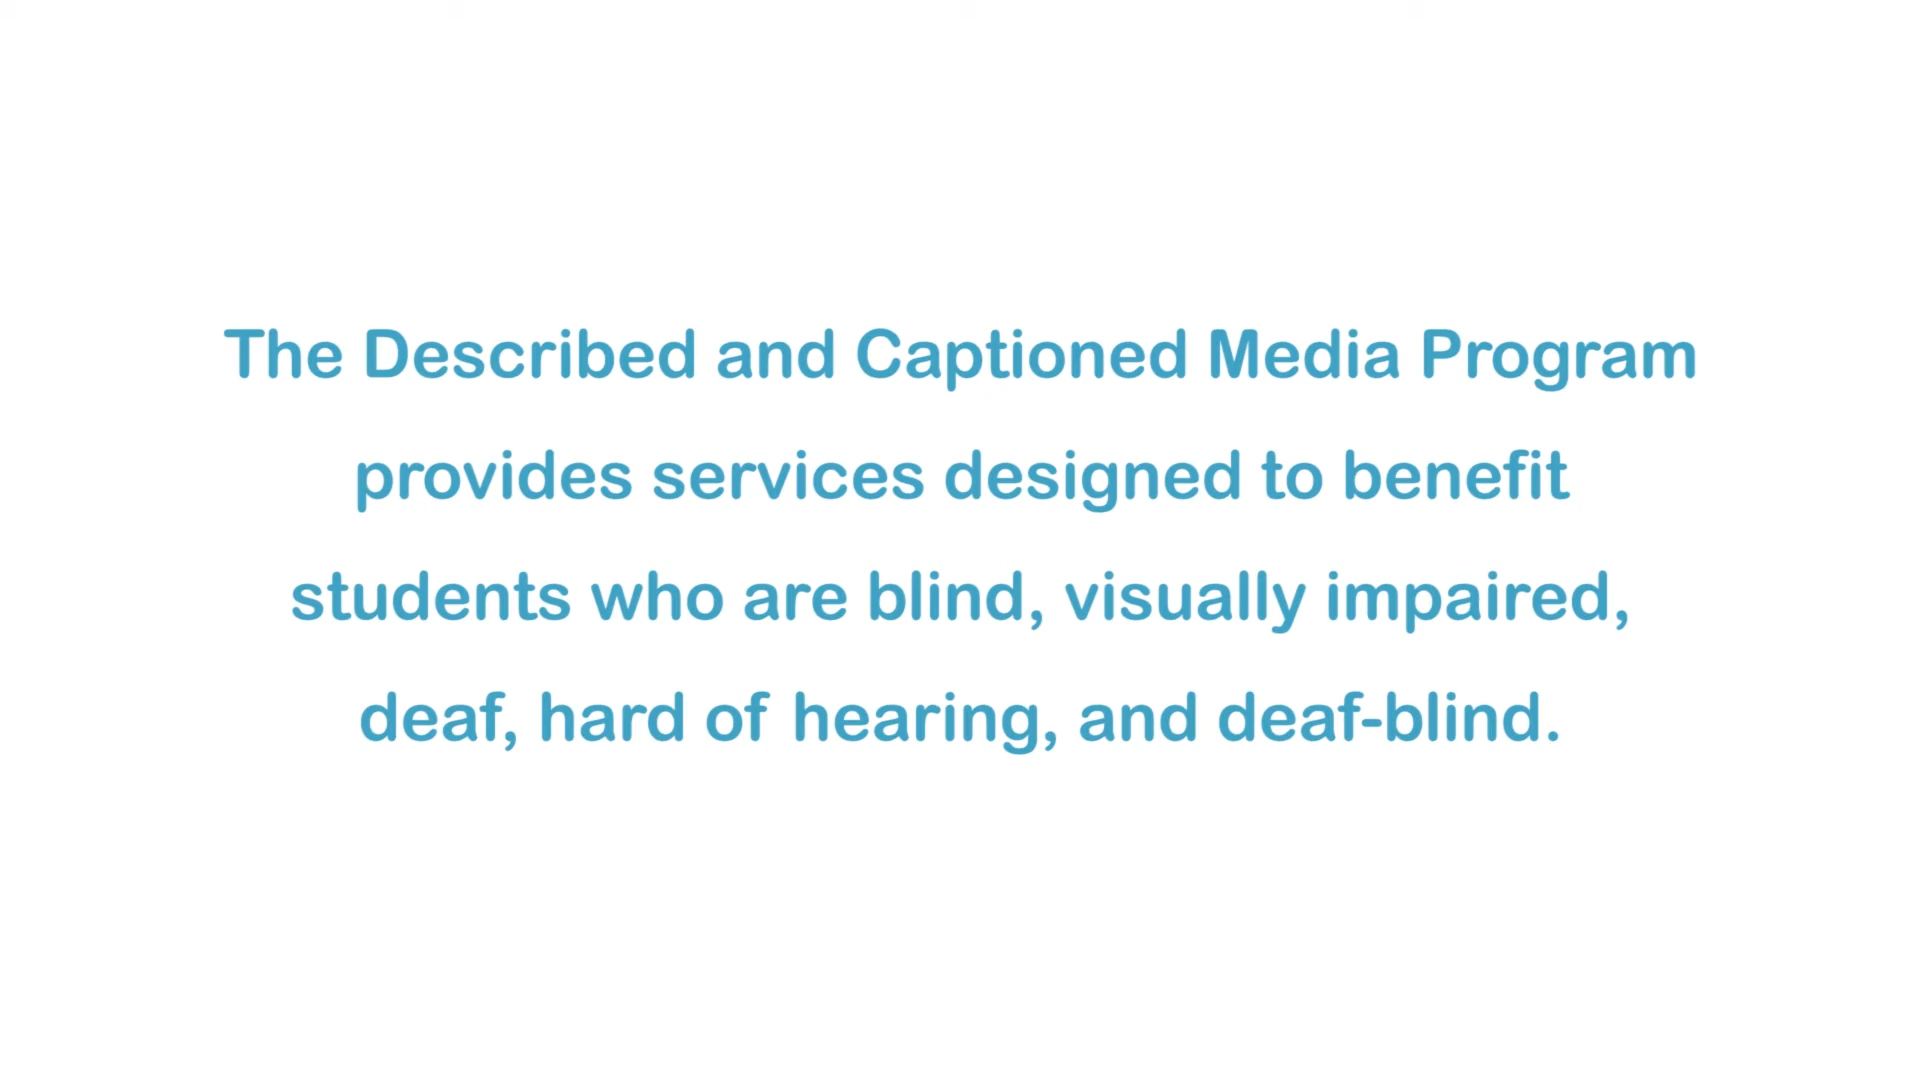 The Described and Captioned Media Program
provides services designed to benefit
students who are blind, visually impaired,
deaf, hard of hearing, and deaf-blind.